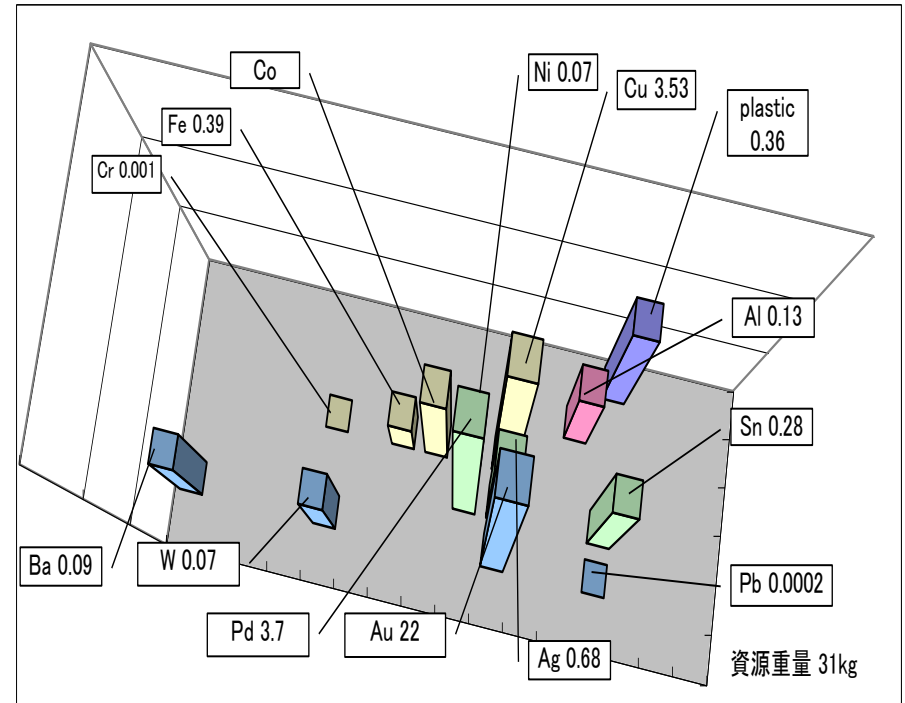 Co
Ni 0.07
Cu 3.53
plastic
0.36
Fe 0.39
Cr 0.001
Al 0.13
Sn 0.28
Ba 0.09
W 0.07
Pb 0.0002
Pd 3.7
Au 22
Ag 0.68
資源重量 31kg